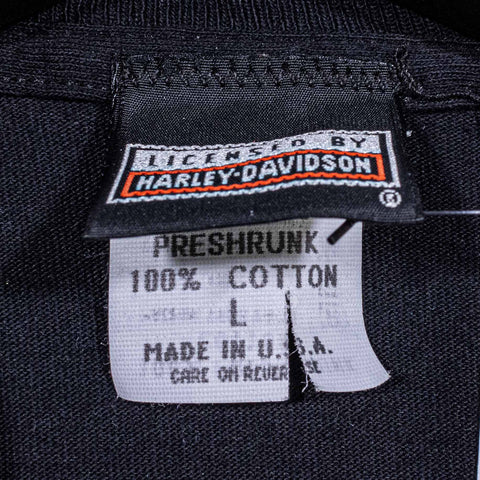 LICENSED BY
HARLEY-DAVIDSON
®
PRESHRUNK
100% COTTON
L
MADE IN U.S.A.
CARE ON REVERSE